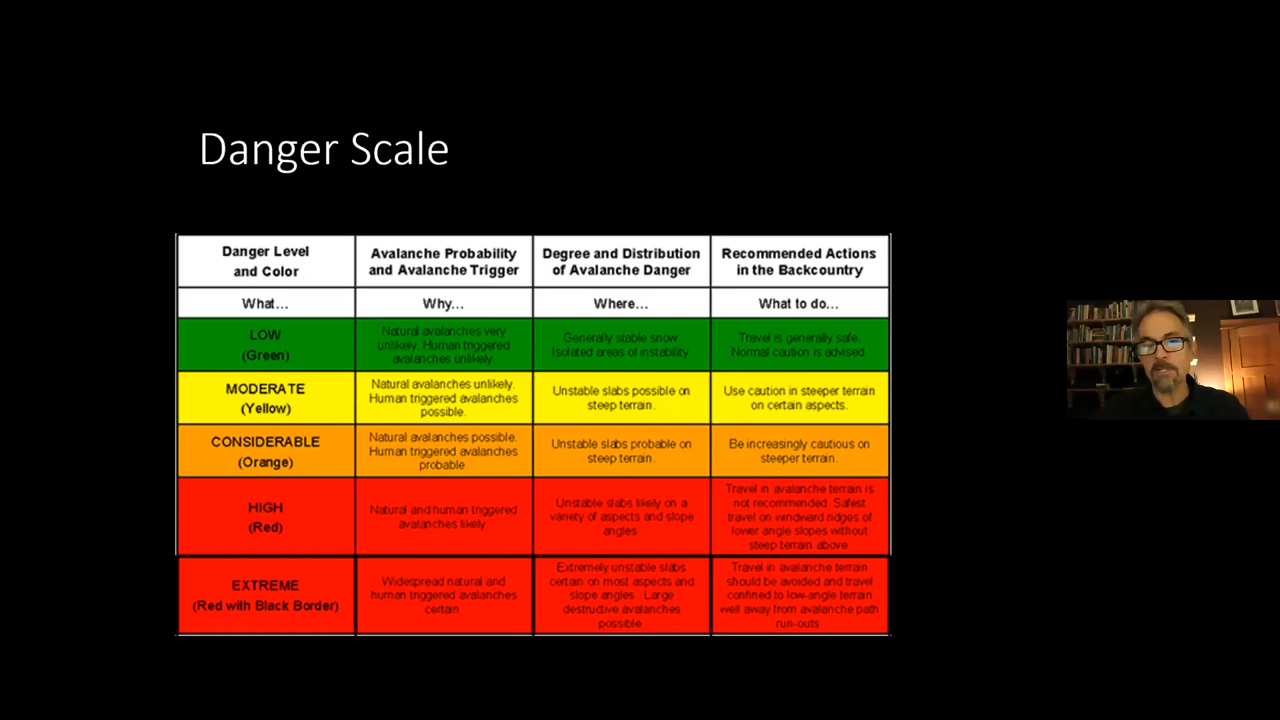 Danger Scale
Danger Level
and Color
Avalanche Probability
and Avalanche Trigger
Degree and Distribution
of Avalanche Danger
Recommended Actions
in the Backcountry
What...
Why...
Where...
What to do...
LOW
(Green)
Natural avalanches very
unlikely. Human triggered
avalanches unlikely.
Generally stable snow.
Isolated areas of instability
Travel is generally safe.
Normal caution is advised
MODERATE
(Yellow)
Natural avalanches unlikely.
Human triggered avalanches
possible.
Unstable slabs possible on
steep terrain.
Use caution in steeper terrain
on certain aspects.
CONSIDERABLE
(Orange)
Natural avalanches possible.
Human triggered avalanches
probable
Unstable slabs probable on
steep terrain.
Be increasingly cautious on
steeper terrain.
HIGH
(Red)
Natural and human triggered
avalanches likely
Unstable slabs likely on a
variety of aspects and slope
angles
Travel in avalanche terrain is
not recommended. Safest
travel on windward ridges of
lower angle slopes without
steep terrain above
EXTREME
(Red with Black Border)
Widespread natural and
human triggered avalanches
certain
Extremely unstable slabs
certain on most aspects and
slope angles. Large
destructive avalanches
possible
Travel in avalanche terrain
should be avoided and travel
confined to low-angle terrain
well away from avalanche path
run-outs